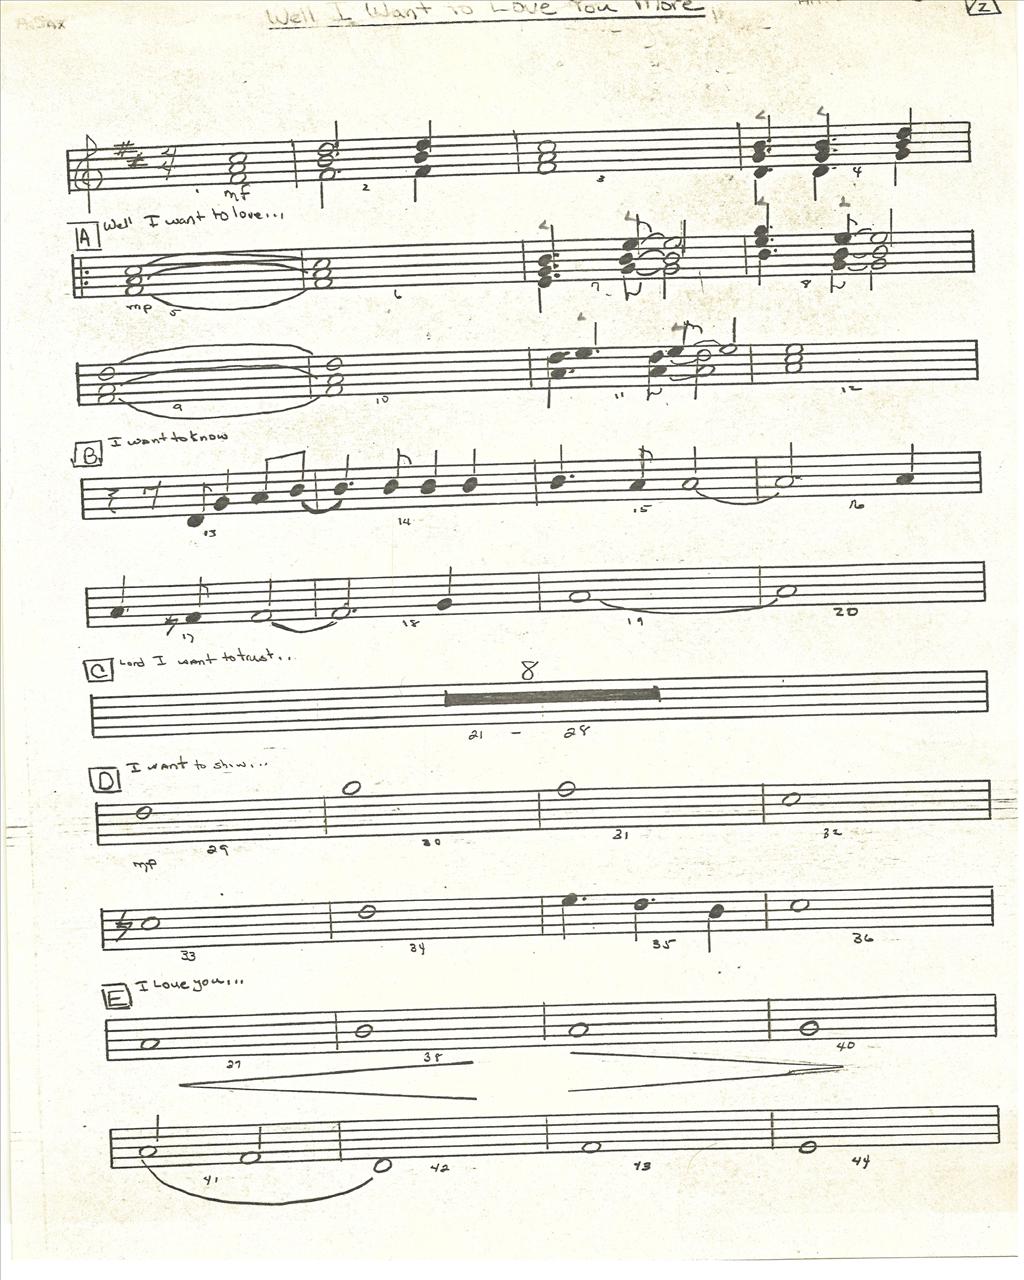 A. Sax
Well I Want to Love You More
2
1 mf 2 3 4
A Well I want to love...
mp 5 6 7 8
9 10 11 12
B I want to know
13 14 15 16
17 18 19 20
C Lord I want to trust...
8
21 - 28
D I want to show...
mp 29 30 31 32
33 34 35 36
E I Love you...
37 38 40
41 42 43 44